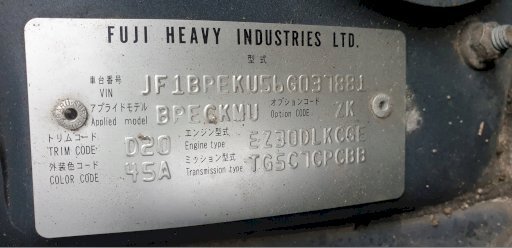 FUJI HEAVY INDUSTRIES LTD.
型式
車台番号 VIN JF1BPEKU56G037881
アプライドモデル Applied model オプションコード Option CODE ZK
トリムコード TRIM CODE: D20 エンジン型式 Engine type EZ30DLKCGE
外装色コード COLOR CODE 45A ミッション型式 Transmission type TG5C7CPCBB